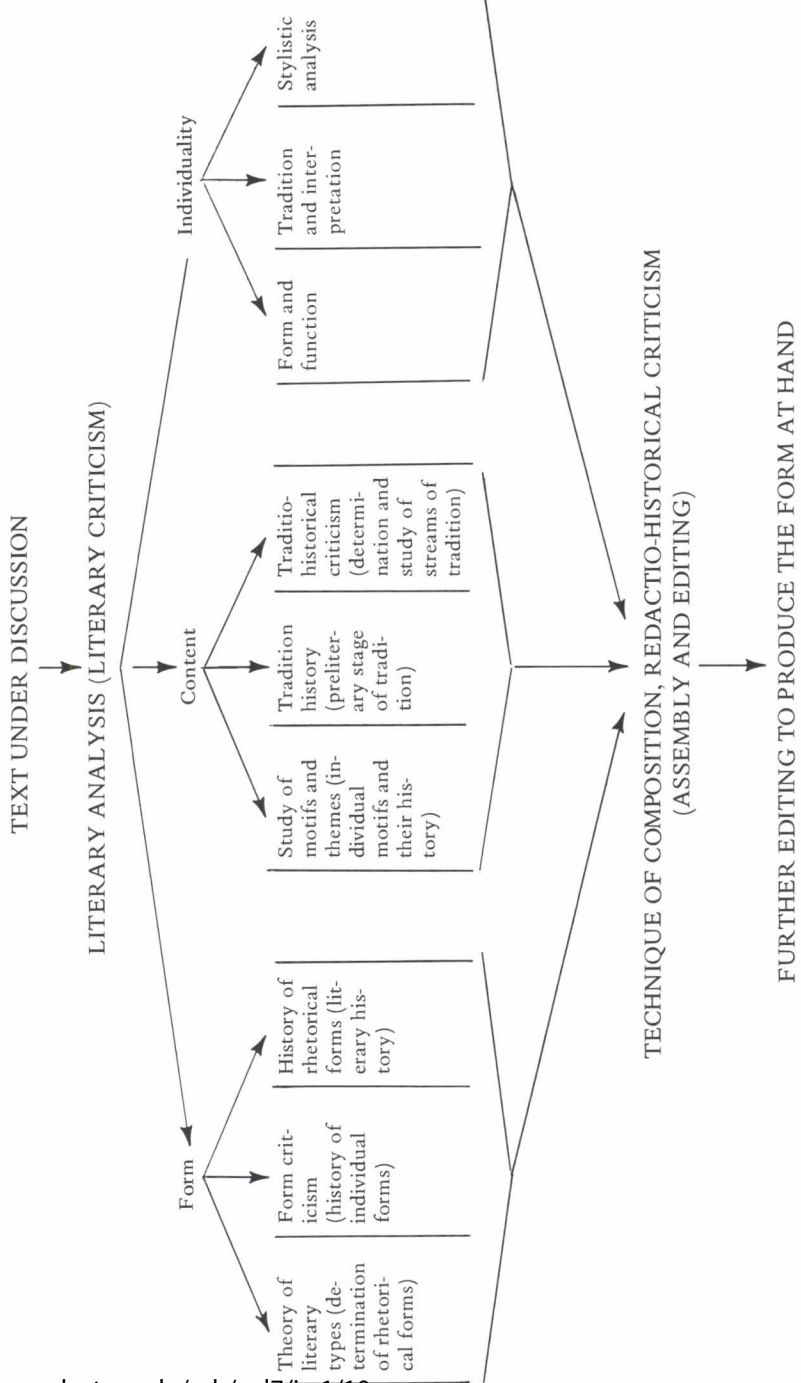 TEXT UNDER DISCUSSION
LITERARY ANALYSIS (LITERARY CRITICISM)
Form
Content
Individuality
Theory of
literary
types (de-
termination
of rhetori-
cal forms)
Form crit-
icism
(history of
individual
forms)
History of
rhetorical
forms (lit-
erary his-
tory)
Study of
motifs and
themes (in-
dividual
motifs and
their his-
tory)
Tradition
history
(preliter-
ary stage
of tradi-
tion)
Traditio-
historical
criticism
(determi-
nation and
study of
streams of
tradition)
Form and
function
Tradition
and inter-
pretation
Stylistic
analysis
TECHNIQUE OF COMPOSITION, REDACTIO-HISTORICAL CRITICISM
(ASSEMBLY AND EDITING)
FURTHER EDITING TO PRODUCE THE FORM AT HAND